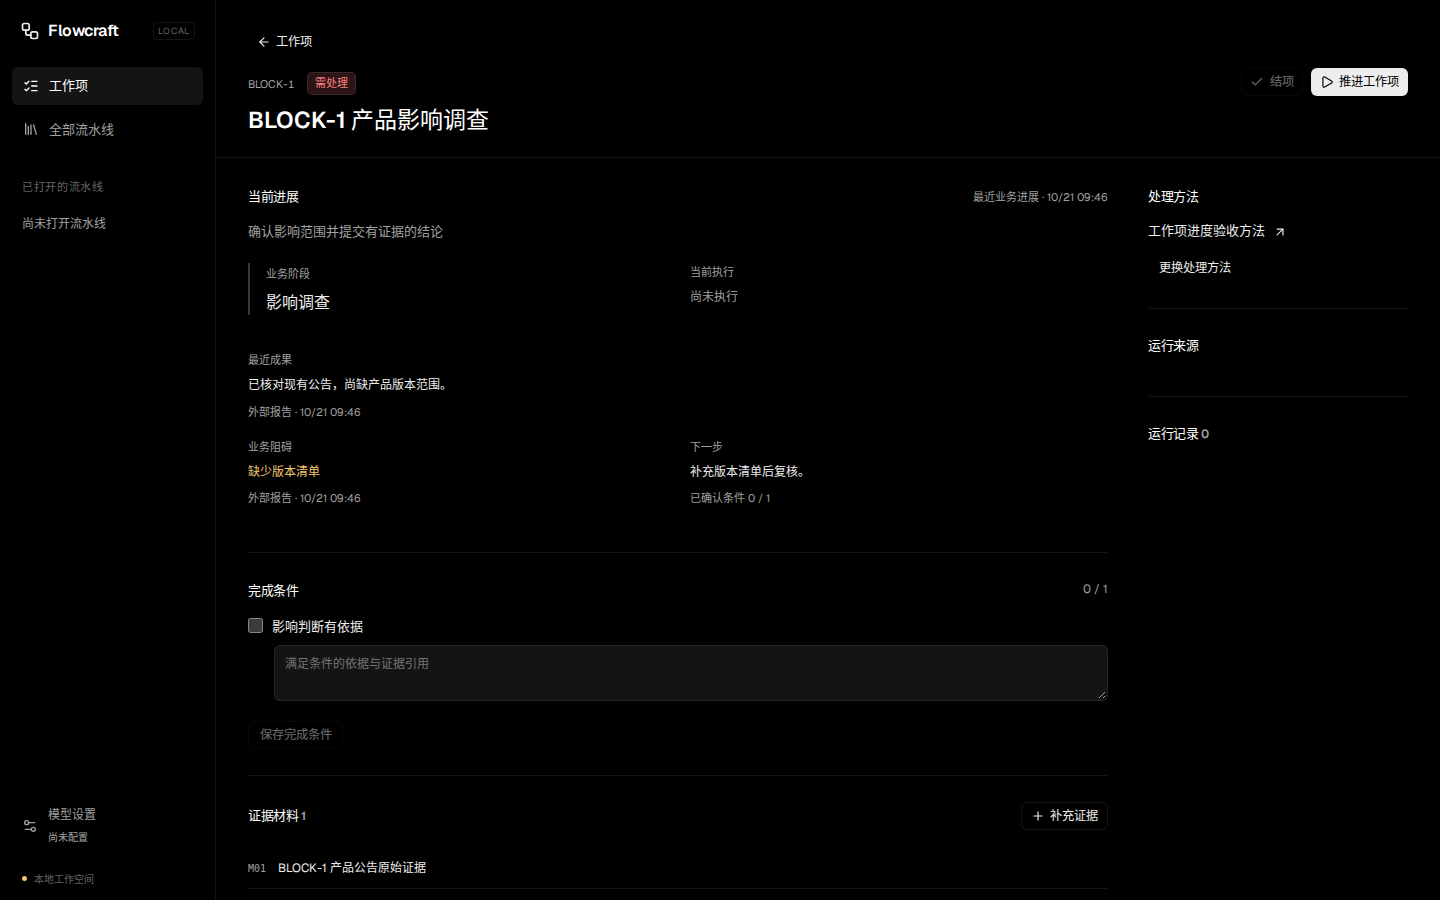 Flowcraft
LOCAL
工作项
全部流水线
已打开的流水线
尚未打开流水线
模型设置
尚未配置
本地工作空间
工作项
BLOCK-1
需处理
BLOCK-1 产品影响调查
结项
推进工作项
当前进展
最近业务进展 · 10/21 09:46
确认影响范围并提交有证据的结论
业务阶段
影响调查
当前执行
尚未执行
最近成果
已核对现有公告，尚缺产品版本范围。
外部报告 · 10/21 09:46
业务阻碍
缺少版本清单
外部报告 · 10/21 09:46
下一步
补充版本清单后复核。
已确认条件 0 / 1
完成条件
0 / 1
影响判断有依据
满足条件的依据与证据引用
保存完成条件
证据材料 1
补充证据
M01 BLOCK-1 产品公告原始证据
处理方法
工作项进度验收方法
更换处理方法
运行来源
运行记录 0